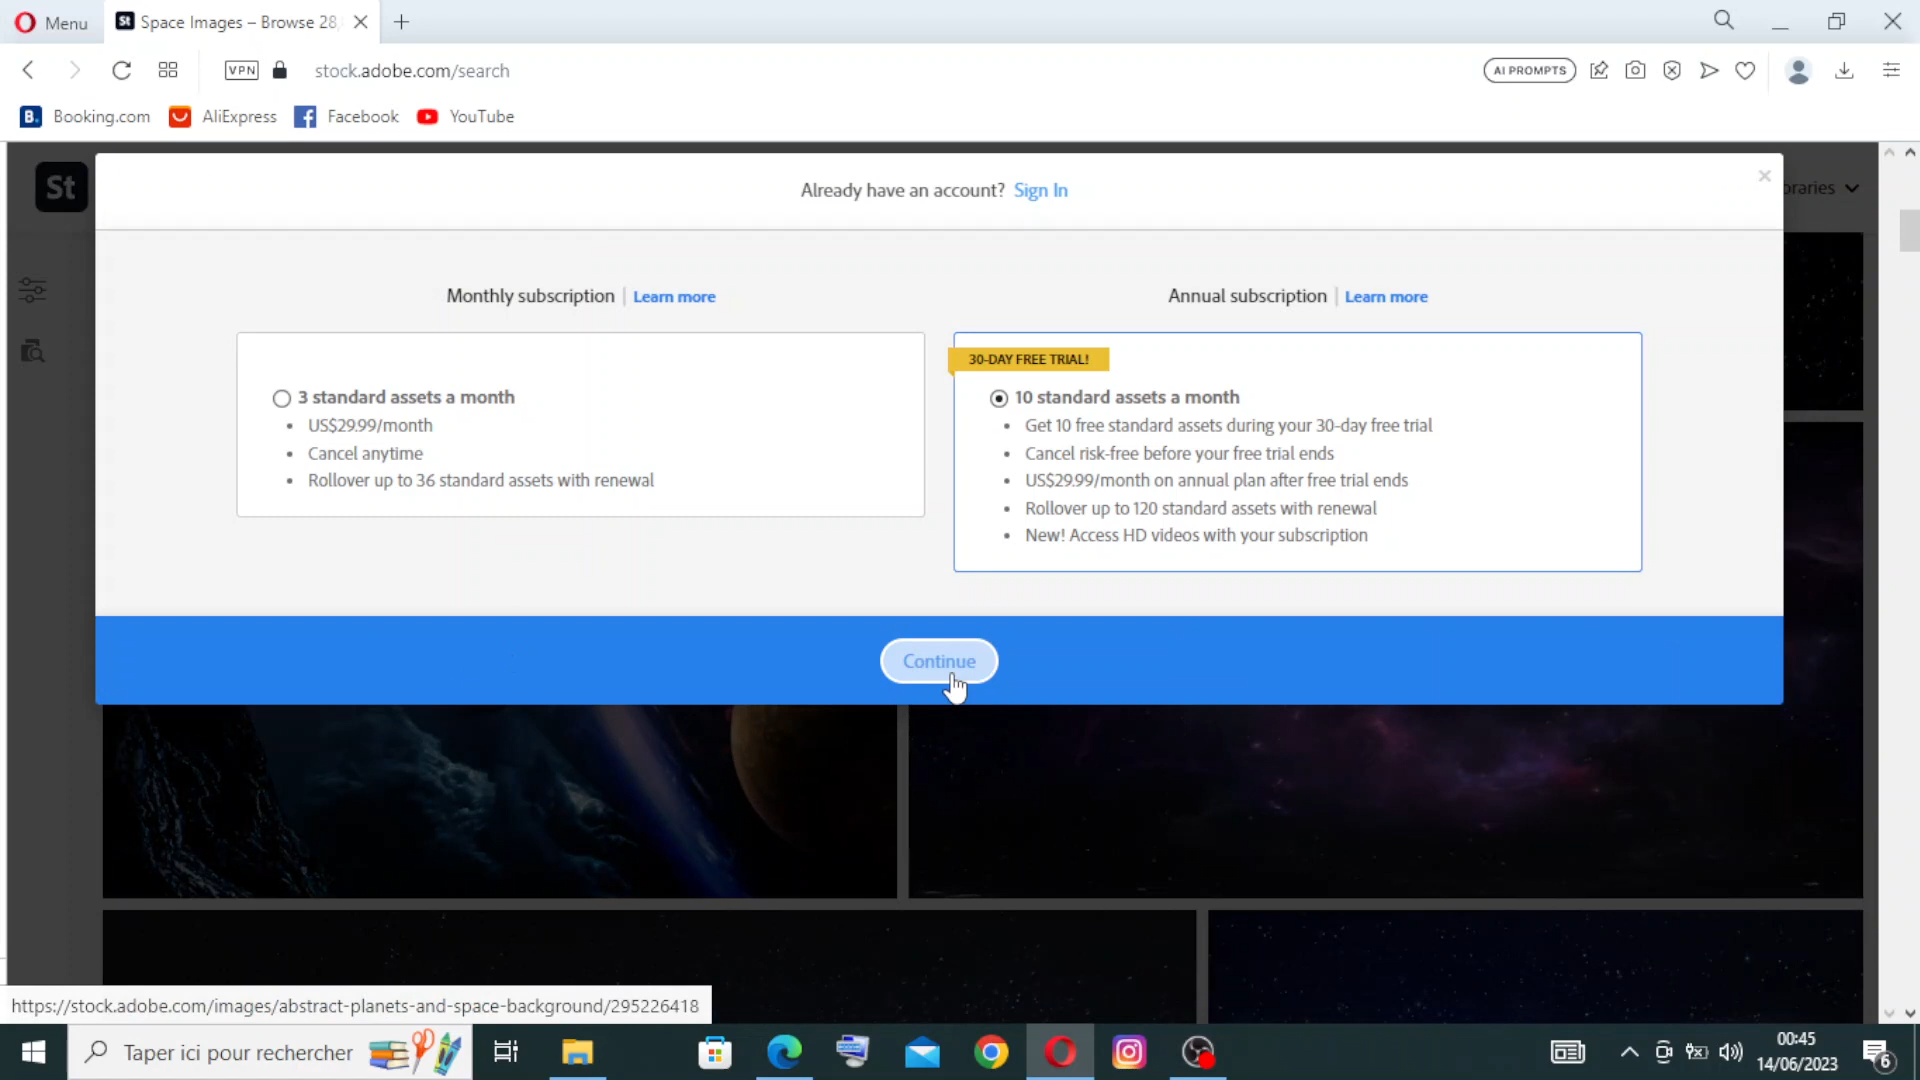 Menu
St
Space Images – Browse 28,
VPN
stock.adobe.com/search
AI PROMPTS
B. Booking.com
AliExpress
Facebook
YouTube
St
Already have an account? Sign In
Monthly subscription | Learn more
Annual subscription | Learn more
30-DAY FREE TRIAL!
3 standard assets a month
US$29.99/month
Cancel anytime
Rollover up to 36 standard assets with renewal
10 standard assets a month
Get 10 free standard assets during your 30-day free trial
Cancel risk-free before your free trial ends
US$29.99/month on annual plan after free trial ends
Rollover up to 120 standard assets with renewal
New! Access HD videos with your subscription
Continue
https://stock.adobe.com/images/abstract-planets-and-space-background/295226418
Taper ici pour rechercher
00:45
14/06/2023
6